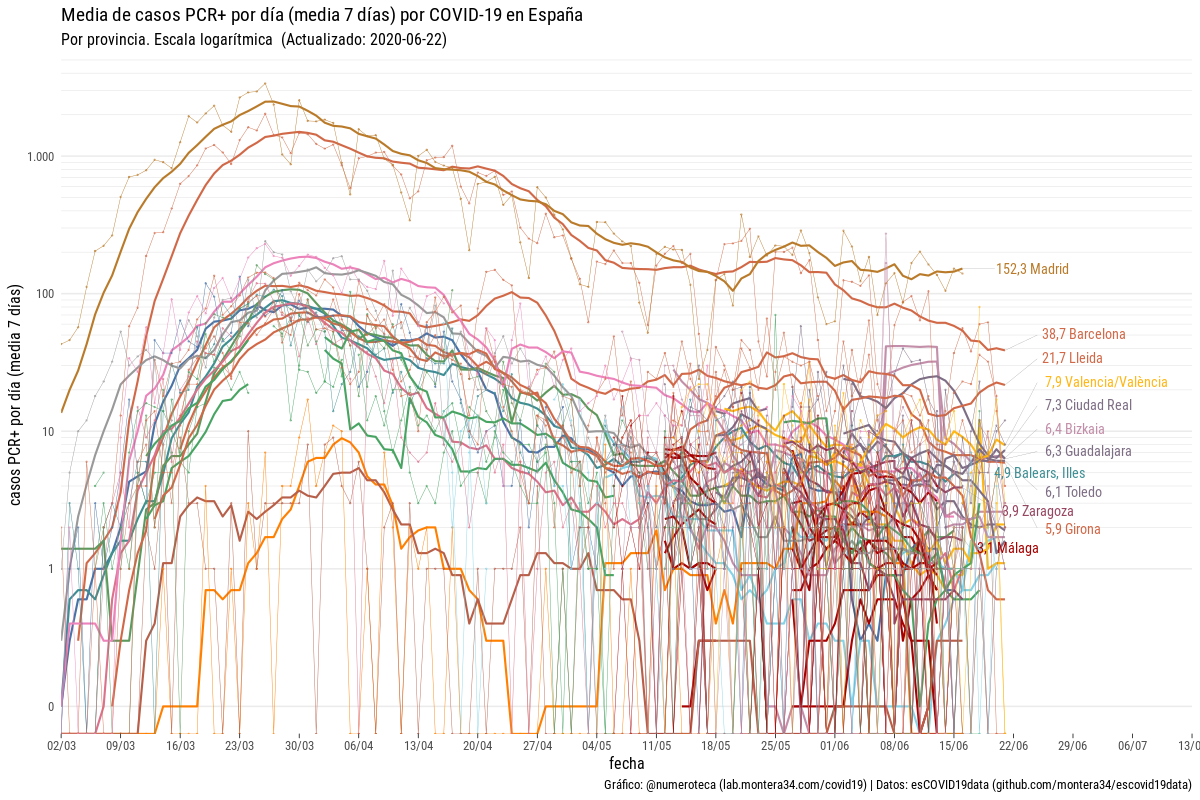 Media de casos PCR+ por día (media 7 días) por COVID-19 en España
Por provincia. Escala logarítmica (Actualizado: 2020-06-22)
casos PCR+ por día (media 7 días)
1.000
100
10
1
0
152,3 Madrid
38,7 Barcelona
21,7 Lleida
7,9 Valencia/València
7,3 Ciudad Real
6,4 Bizkaia
6,3 Guadalajara
4,9 Balears, Illes
6,1 Toledo
3,9 Zaragoza
5,9 Girona
3,1 Málaga
02/03 09/03 16/03 23/03 30/03 06/04 13/04 20/04 27/04 04/05 11/05 18/05 25/05 01/06 08/06 15/06 22/06 29/06 06/07 13/0
fecha
Gráfico: @numeroteca (lab.montera34.com/covid19) | Datos: esCOVID19data (github.com/montera34/escovid19data)